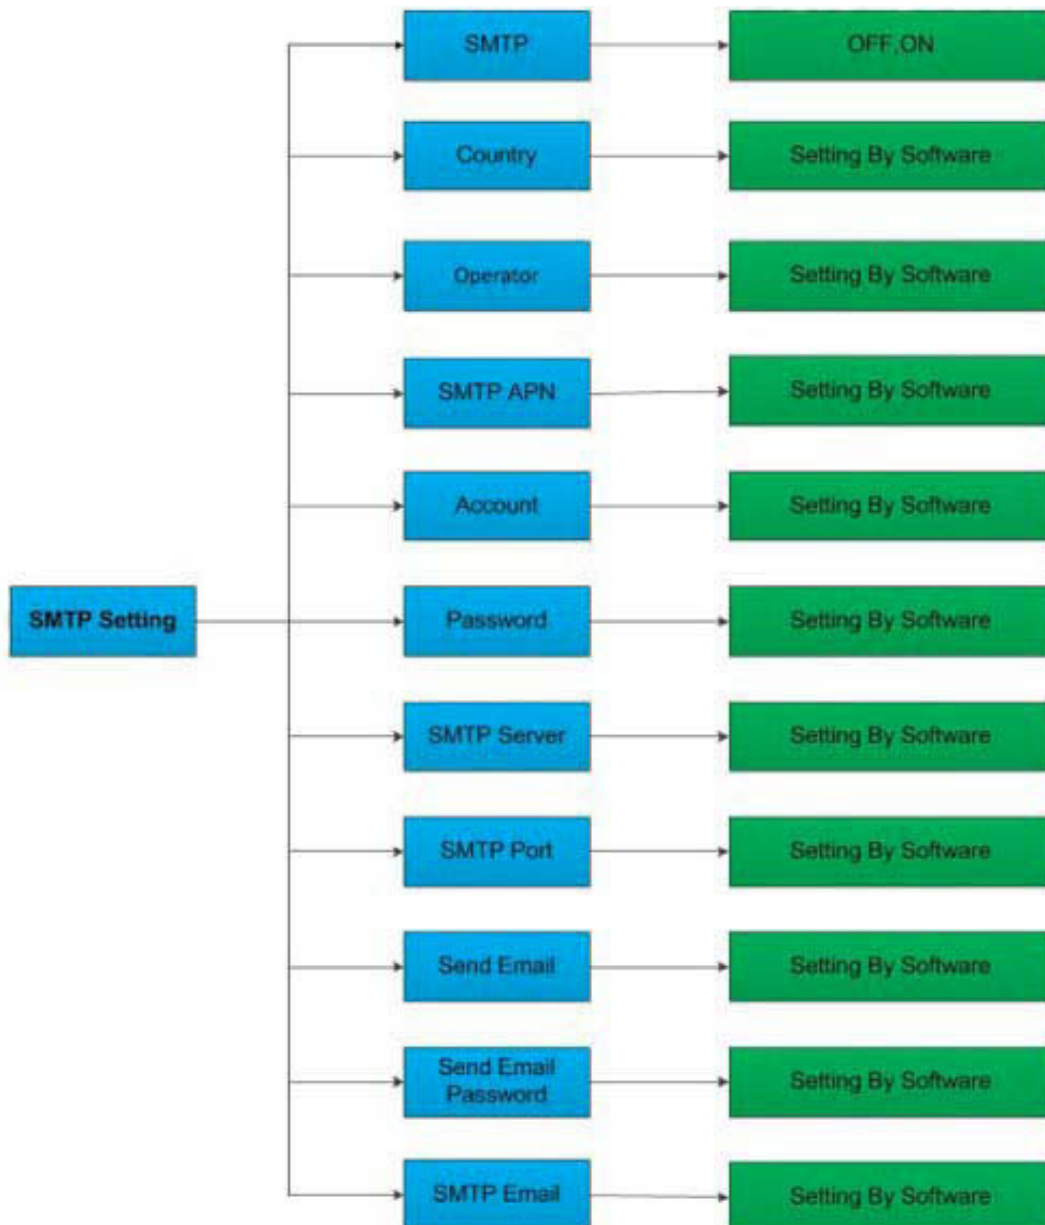 SMTP
OFF,ON
Country
Setting By Software
Operator
Setting By Software
SMTP APN
Setting By Software
Account
Setting By Software
SMTP Setting
Password
Setting By Software
SMTP Server
Setting By Software
SMTP Port
Setting By Software
Send Email
Setting By Software
Send Email
Password
Setting By Software
SMTP Email
Setting By Software